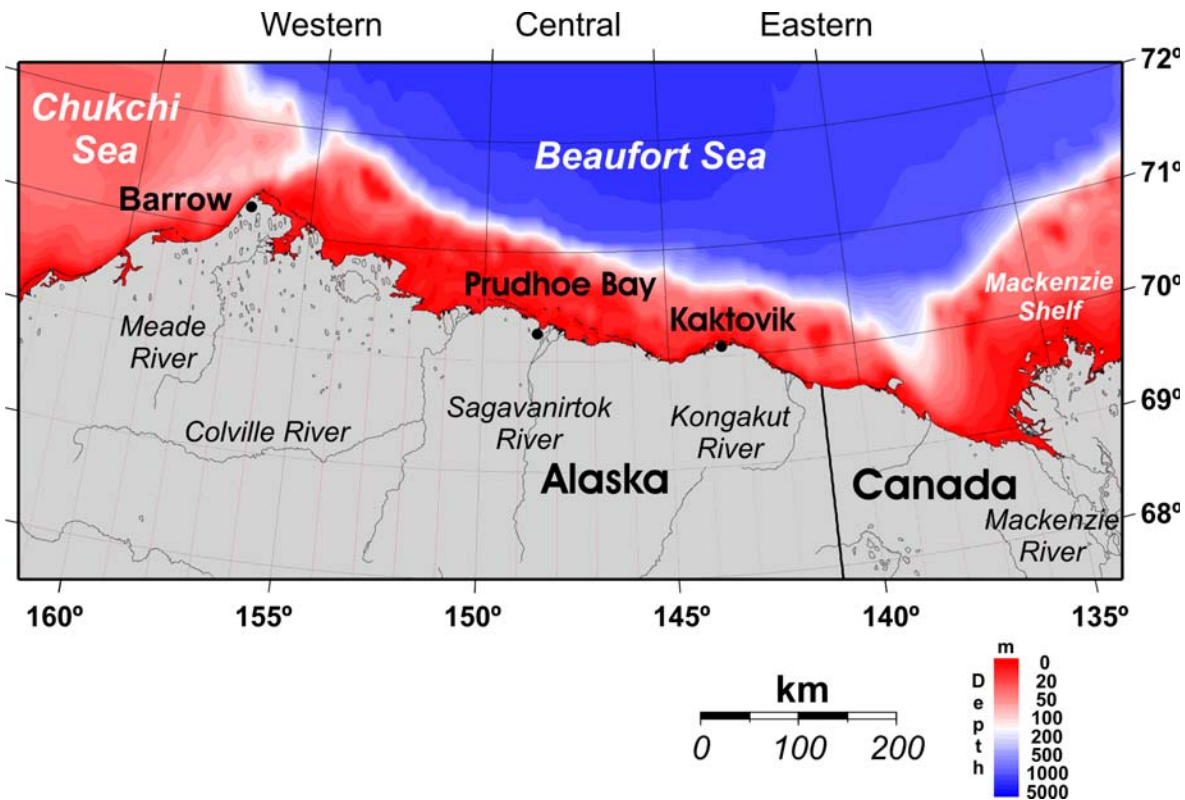 Western Central Eastern
72º
Chukchi
Sea
Beaufort Sea
71º
Barrow
Prudhoe Bay
Mackenzie
Shelf
70º
Kaktovik
Meade
River
69º
Sagavanirtok
River
Kongakut
River
Colville River
Alaska
Canada
68º
Mackenzie
River
160º 155º 150º 145º 140º 135º
m
Depth
0
20
50
100
200
500
1000
5000
km
0 100 200